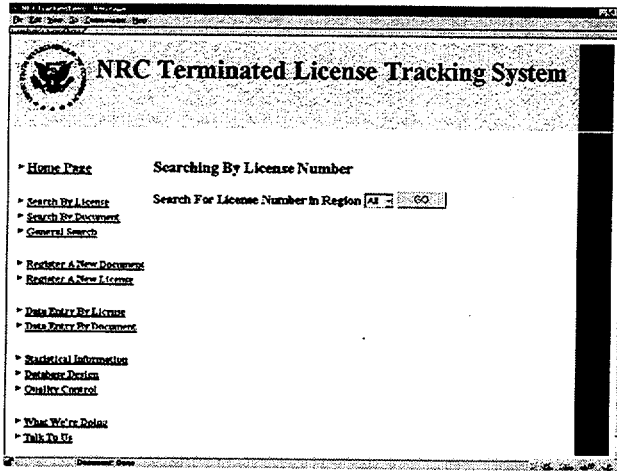 NRC Terminated License Tracking System
Home Page
Searching By License Number
Search By License
Search For License Number In Region All GO
Search By Document
General Search
Register A New Document
Register A New License
Data Entry By License
Data Entry By Document
Statistical Information
Database Design
Quality Control
What We're Doing
Talk To Us
Document: Done